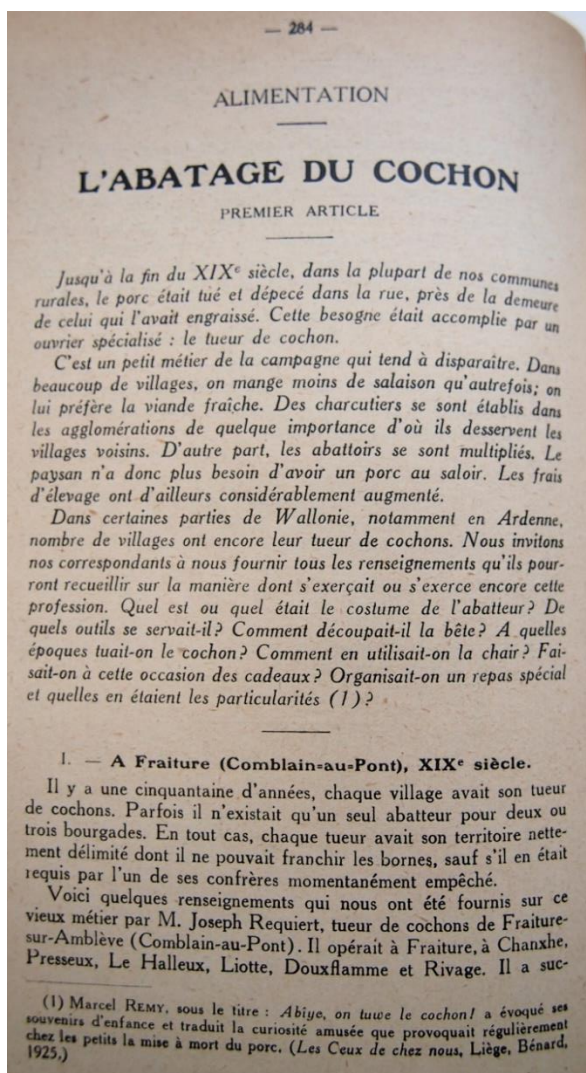 — 284 —
ALIMENTATION
L'ABATAGE DU COCHON
PREMIER ARTICLE
Jusqu'à la fin du XIXe siècle, dans la plupart de nos communes
rurales, le porc était tué et dépecé dans la rue, près de la demeure
de celui qui l'avait engraissé. Cette besogne était accomplie par un
ouvrier spécialisé : le tueur de cochon.
C'est un petit métier de la campagne qui tend à disparaître. Dans
beaucoup de villages, on mange moins de salaison qu'autrefois; on
lui préfère la viande fraîche. Des charcutiers se sont établis dans
les agglomérations de quelque importance d'où ils desservent les
villages voisins. D'autre part, les abattoirs se sont multipliés. Le
paysan n'a donc plus besoin d'avoir un porc au saloir. Les frais
d'élevage ont d'ailleurs considérablement augmenté.
Dans certaines parties de Wallonie, notamment en Ardenne,
nombre de villages ont encore leur tueur de cochons. Nous invitons
nos correspondants à nous fournir tous les renseignements qu'ils pour-
ront recueillir sur la manière dont s'exerçait ou s'exerce encore cette
profession. Quel est ou quel était le costume de l'abatteur? De
quels outils se servait-il? Comment découpait-il la bête? A quelles
époques tuait-on le cochon? Comment en utilisait-on la chair? Fai-
sait-on à cette occasion des cadeaux? Organisait-on un repas spécial
et quelles en étaient les particularités (1)?
I. — A Fraiture (Comblain-au-Pont), XIXe siècle.
Il y a une cinquantaine d'années, chaque village avait son tueur
de cochons. Parfois il n'existait qu'un seul abatteur pour deux ou
trois bourgades. En tout cas, chaque tueur avait son territoire nette-
ment délimité dont il ne pouvait franchir les bornes, sauf s'il en était
requis par l'un de ses confrères momentanément empêché.
Voici quelques renseignements qui nous ont été fournis sur ce
vieux métier par M. Joseph Requiert, tueur de cochons de Fraiture-
sur-Amblève (Comblain-au-Pont). Il opérait à Fraiture, à Chanxhe,
Presseux, Le Halleux, Liotte, Douxflamme et Rivage. Il a suc-
(1) Marcel REMY, sous le titre : Abîye, on tuwe le cochon! a évoqué ses
souvenirs d'enfance et traduit la curiosité amusée que provoquait régulièrement
chez les petits la mise à mort du porc. (Les Ceux de chez nous, Liège, Bénard,
1925.)